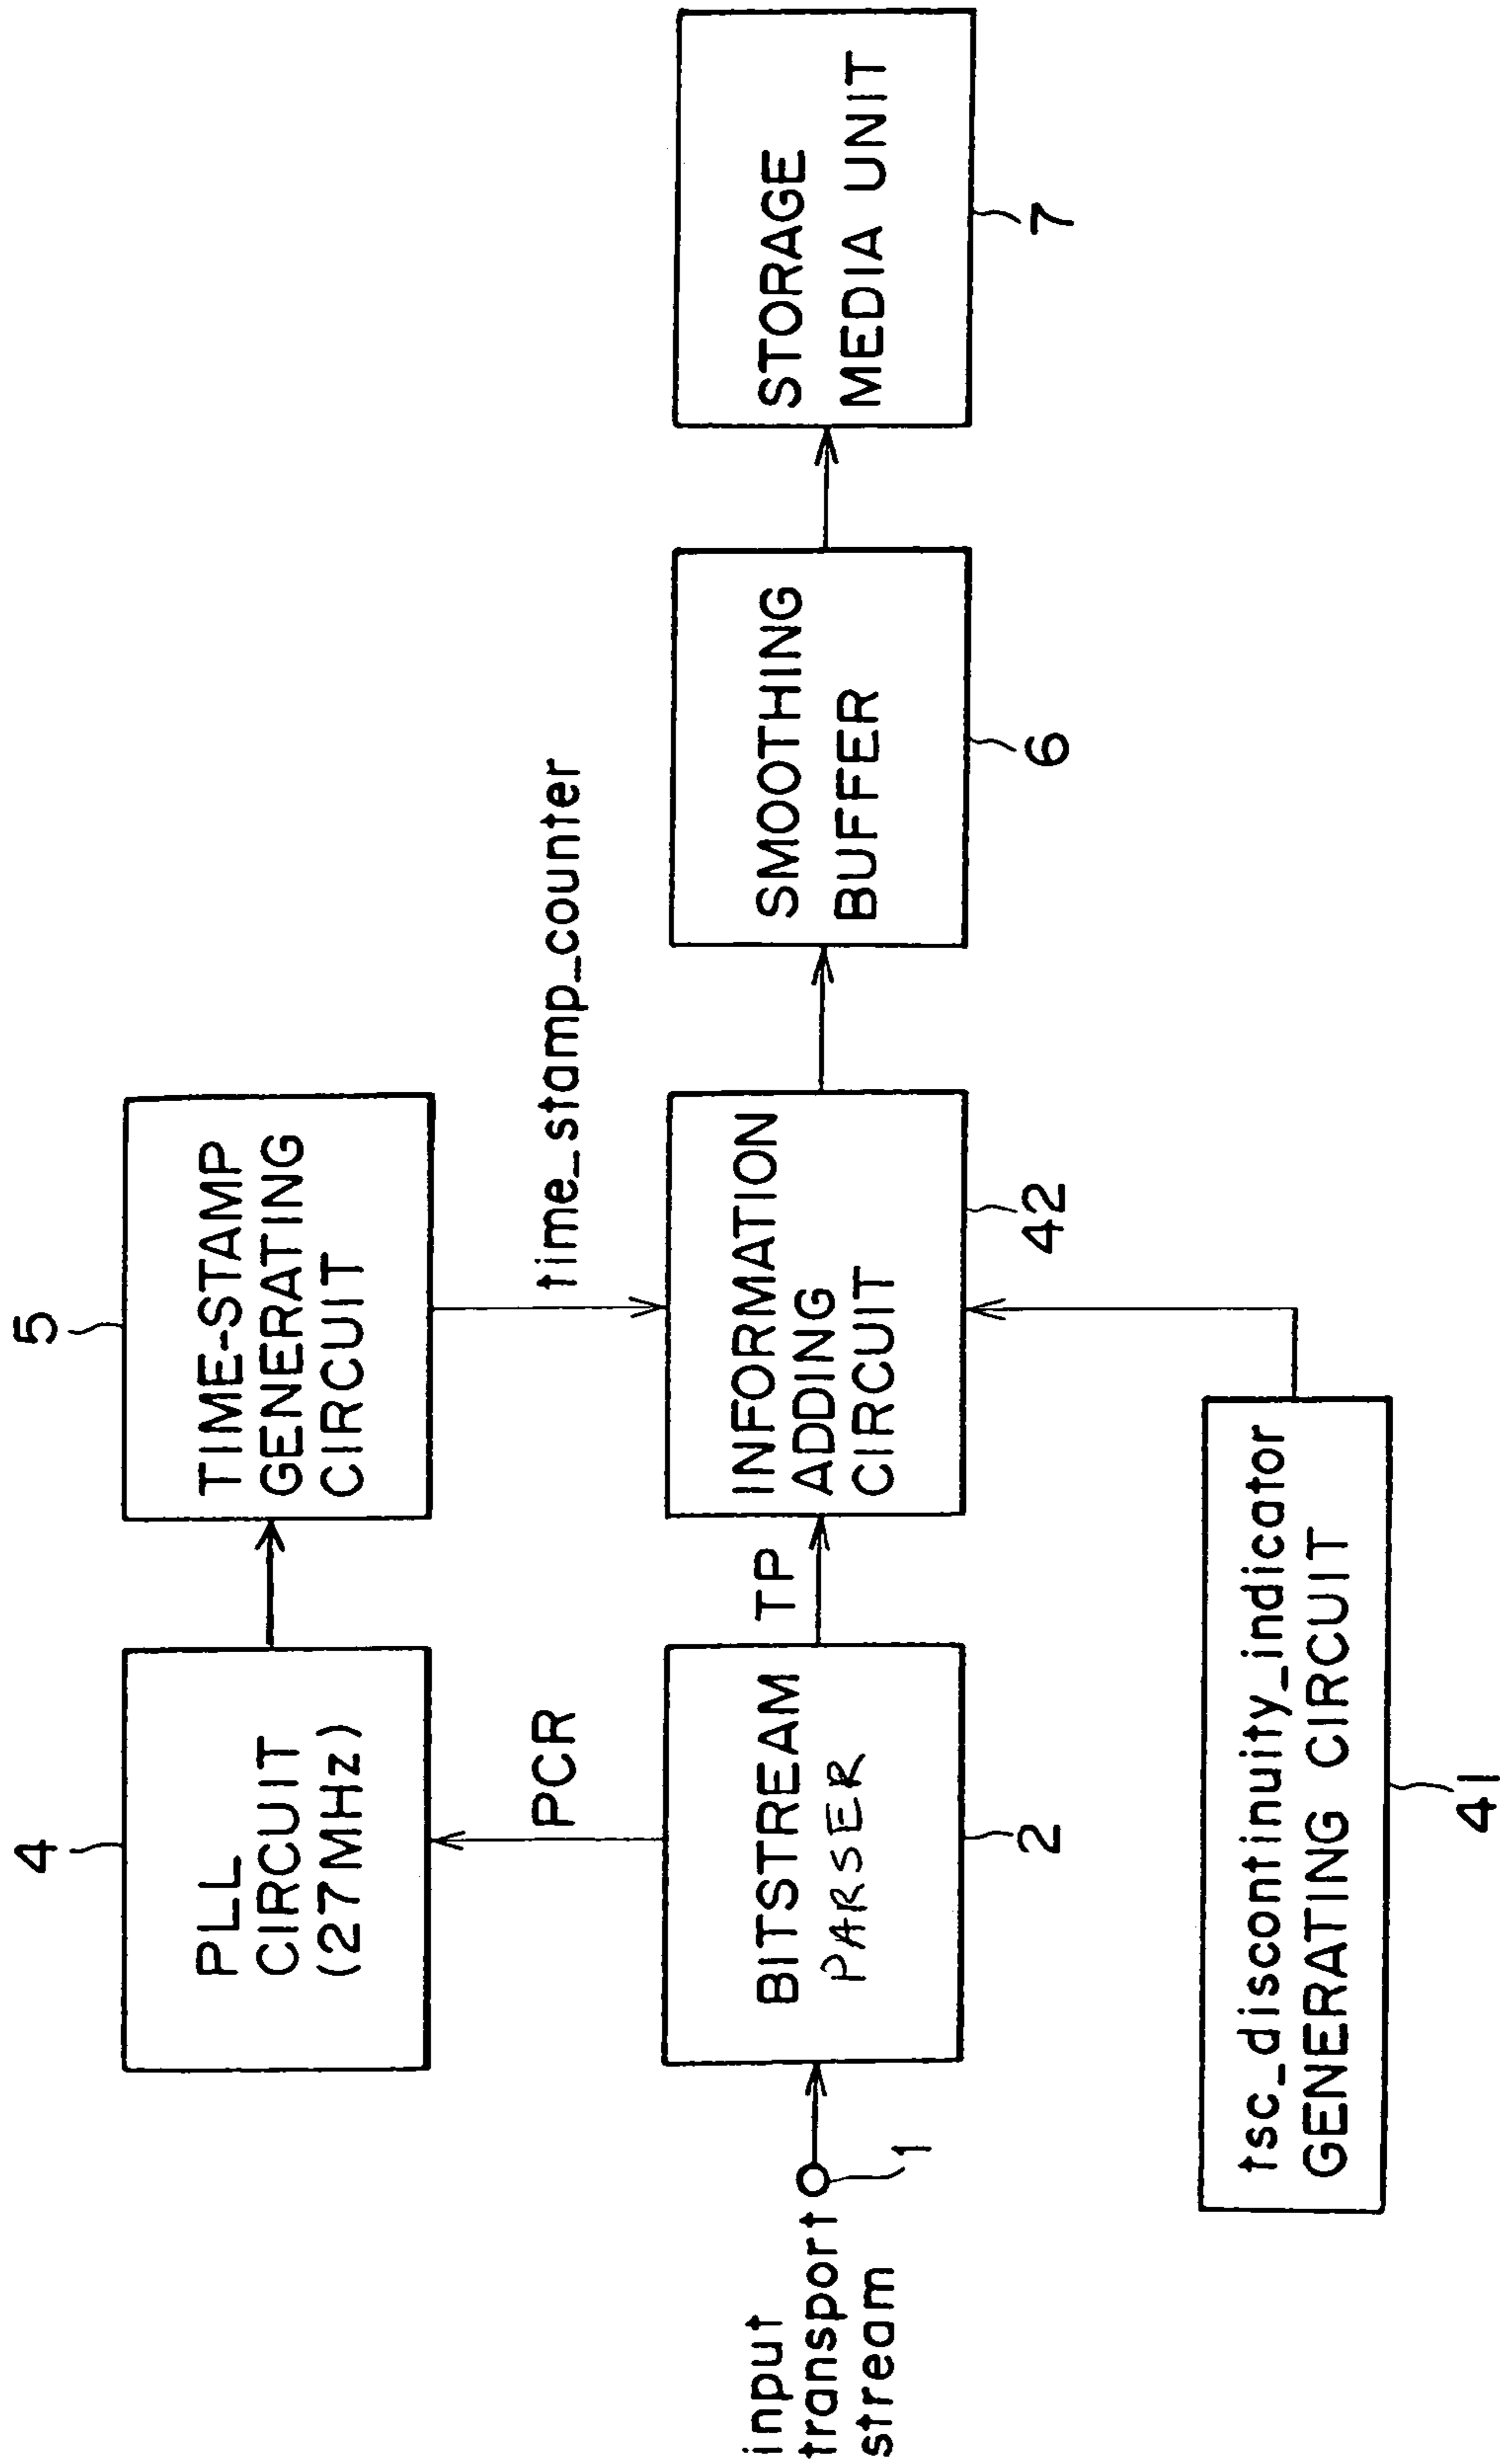 4
PLL
CIRCUIT
(27MHz)
5
TIME-STAMP
GENERATING
CIRCUIT
PCR
time_stamp_counter
input
transport
stream
1
BITSTREAM
PARSER
2
TP
INFORMATION
ADDING
CIRCUIT
42
SMOOTHING
BUFFER
6
STORAGE
MEDIA UNIT
7
tsc_discontinuity_indicator
GENERATING CIRCUIT
41